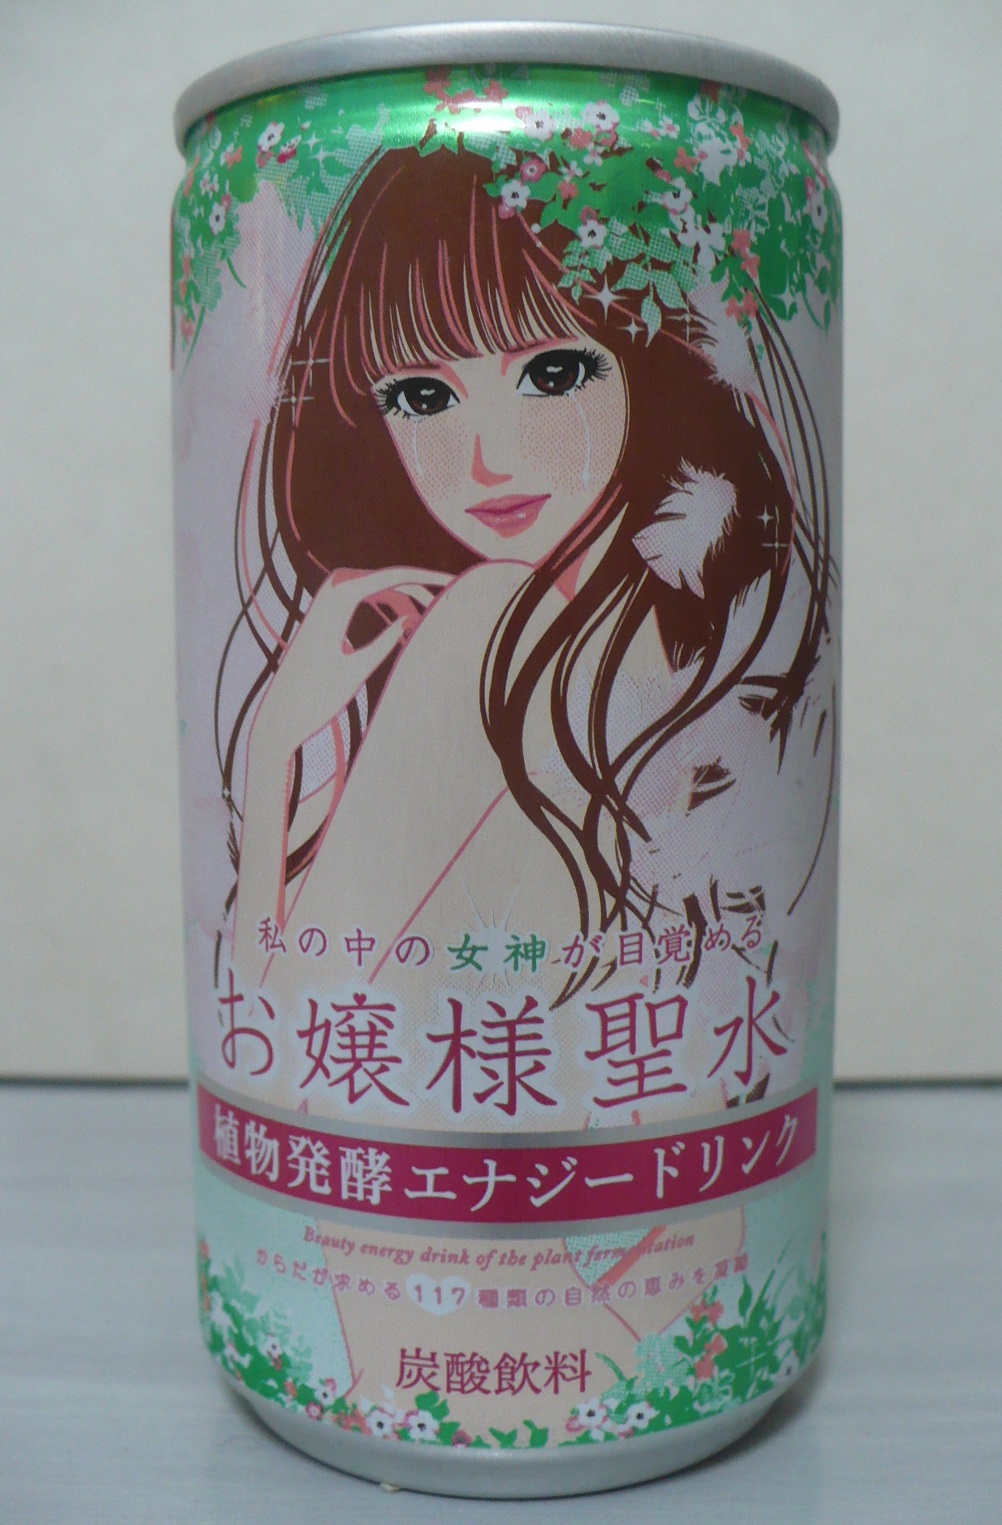 私の中の女神が目覚める
お嬢様聖水
植物発酵エナジードリンク
Beauty energy drink of the plant fermentation
からだが求める117種類の自然の恵みを凝縮
炭酸飲料